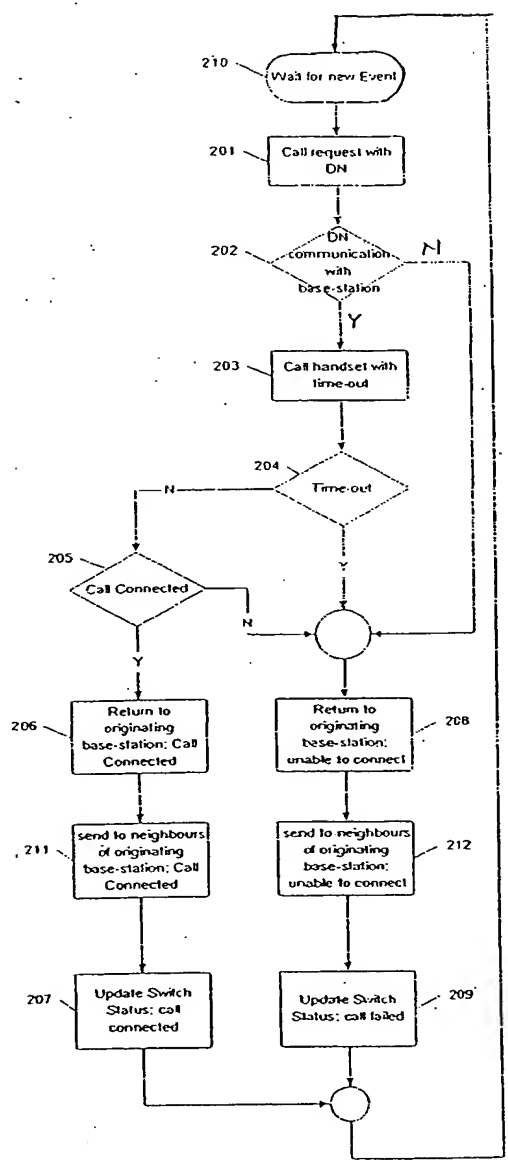 210
Wait for new Event
201
Call request with
DN
202
DN
communication
with
base-station
N
Y
203
Call handset with
time-out
204
Time-out
N
Y
205
Call Connected
N
Y
206
Return to
originating
base-station; Call
Connected
Return to
originating
base-station;
unable to connect
208
211
send to neighbours
of originating
base-station; Call
Connected
send to neighbours
of originating
base-station;
unable to connect
212
207
Update Switch
Status; call
connected
Update Switch
Status; call failed
209